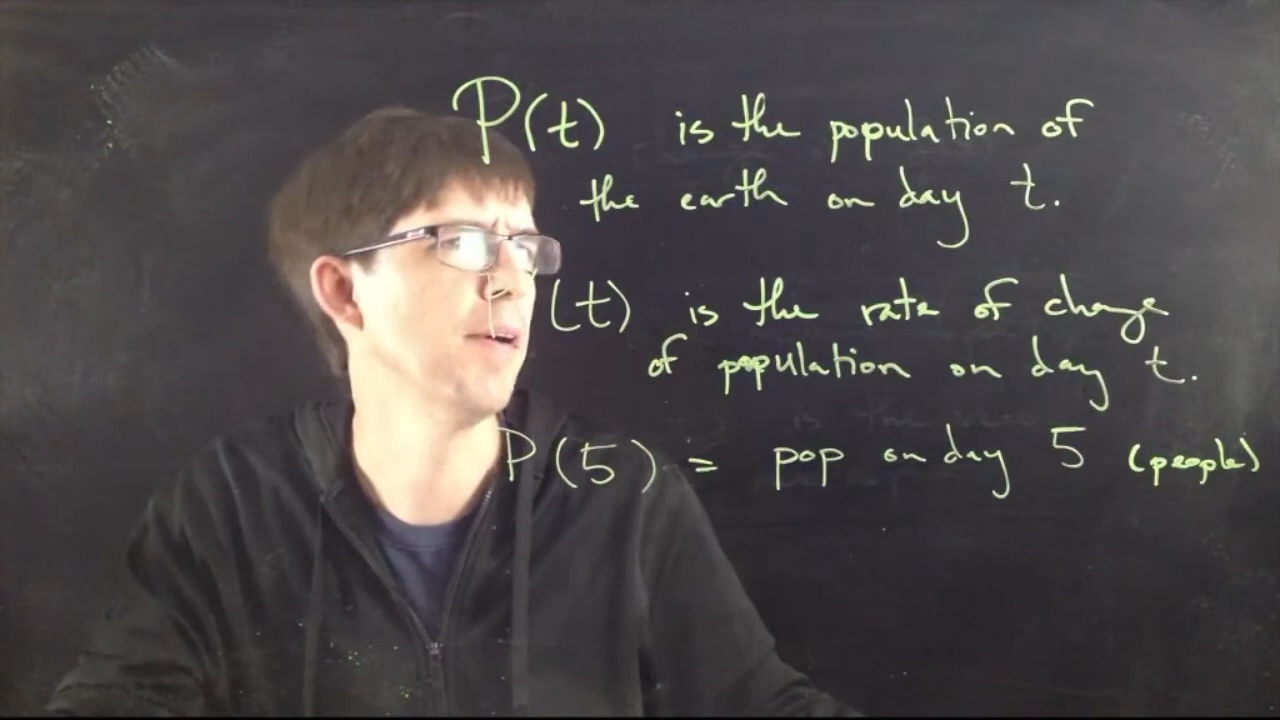 P(t) is the population of
the earth on day t.
(t) is the rate of change
of population on day t.
P(5) = pop on day 5 (people)